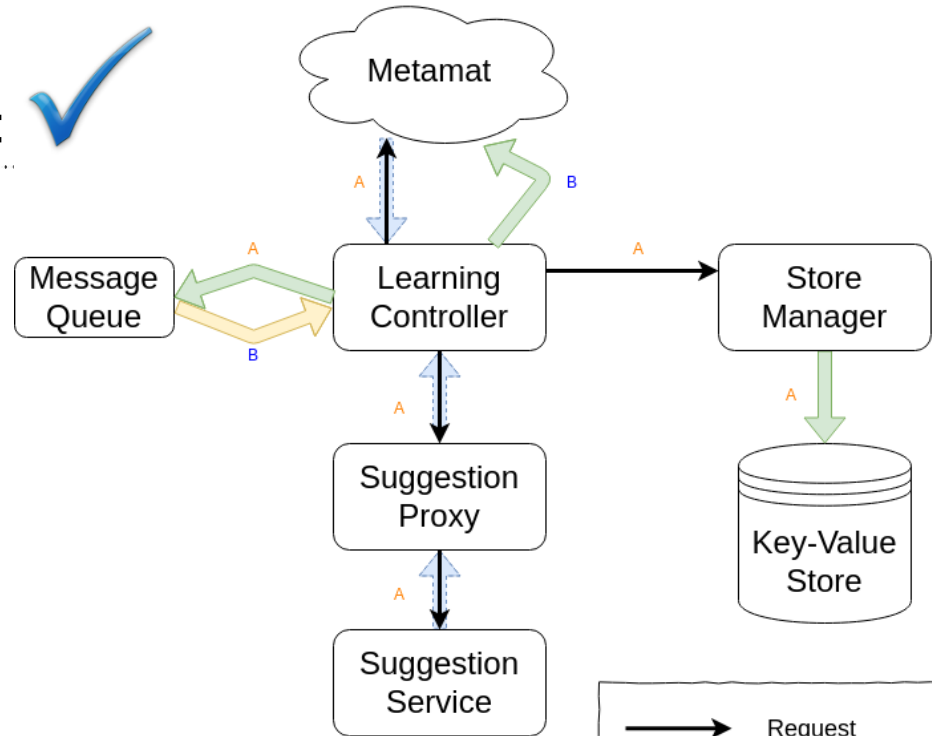 Metamat
A
B
A
A
Message
Queue
Learning
Controller
Store
Manager
B
A
A
Suggestion
Proxy
Key-Value
Store
A
Suggestion
Service
Request